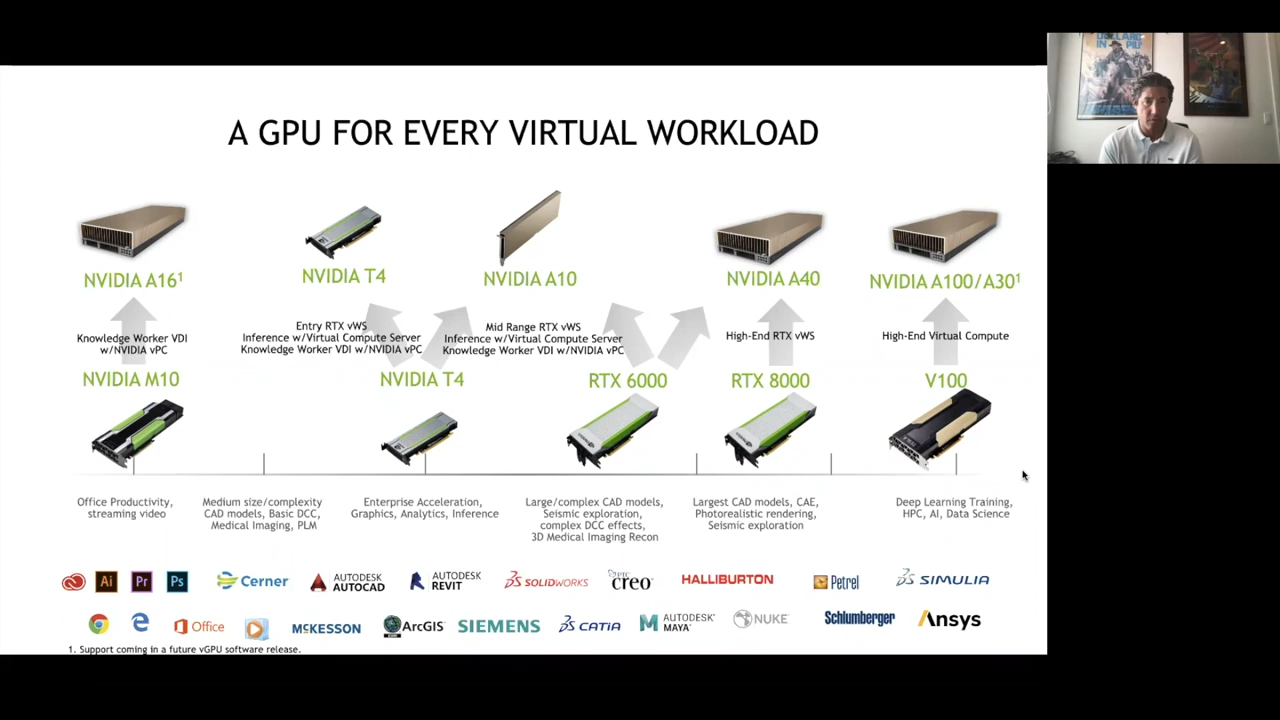 A GPU FOR EVERY VIRTUAL WORKLOAD
NVIDIA A16¹
NVIDIA T4
NVIDIA A10
NVIDIA A40
NVIDIA A100/A30¹
Knowledge Worker VDI
w/NVIDIA vPC
Entry RTX vWS
Inference w/Virtual Compute Server
Knowledge Worker VDI w/NVIDIA vPC
Mid Range RTX vWS
Inference w/Virtual Compute Server
Knowledge Worker VDI w/NVIDIA vPC
High-End RTX vWS
High-End Virtual Compute
NVIDIA M10
NVIDIA T4
RTX 6000
RTX 8000
V100
Office Productivity,
streaming video
Medium size/complexity
CAD models, Basic DCC,
Medical Imaging, PLM
Enterprise Acceleration,
Graphics, Analytics, Inference
Large/complex CAD models,
Seismic exploration,
complex DCC effects,
3D Medical Imaging Recon
Largest CAD models, CAE,
Photorealistic rendering,
Seismic exploration
Deep Learning Training,
HPC, AI, Data Science
Ai
Pr
Ps
Cerner
AUTODESK
AUTOCAD
AUTODESK
REVIT
SOLIDWORKS
PTC
creo
HALLIBURTON
Petrel
SIMULIA
Office
McKESSON
ArcGIS
SIEMENS
CATIA
AUTODESK
MAYA
NUKE
Schlumberger
Ansys
1. Support coming in a future vGPU software release.